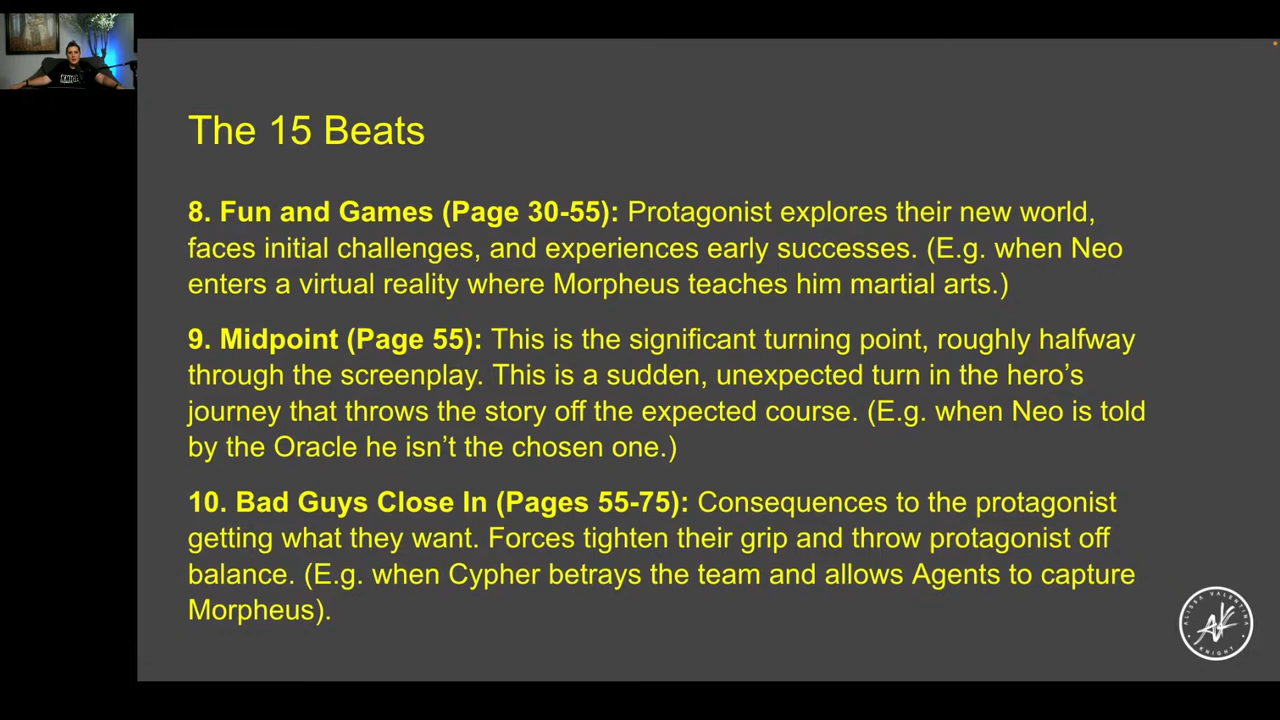 The 15 Beats
8. Fun and Games (Page 30-55): Protagonist explores their new world,
faces initial challenges, and experiences early successes. (E.g. when Neo
enters a virtual reality where Morpheus teaches him martial arts.)
9. Midpoint (Page 55): This is the significant turning point, roughly halfway
through the screenplay. This is a sudden, unexpected turn in the hero’s
journey that throws the story off the expected course. (E.g. when Neo is told
by the Oracle he isn’t the chosen one.)
10. Bad Guys Close In (Pages 55-75): Consequences to the protagonist
getting what they want. Forces tighten their grip and throw protagonist off
balance. (E.g. when Cypher betrays the team and allows Agents to capture
Morpheus).
ALISSA VALENTINA
AK
KNIGHT